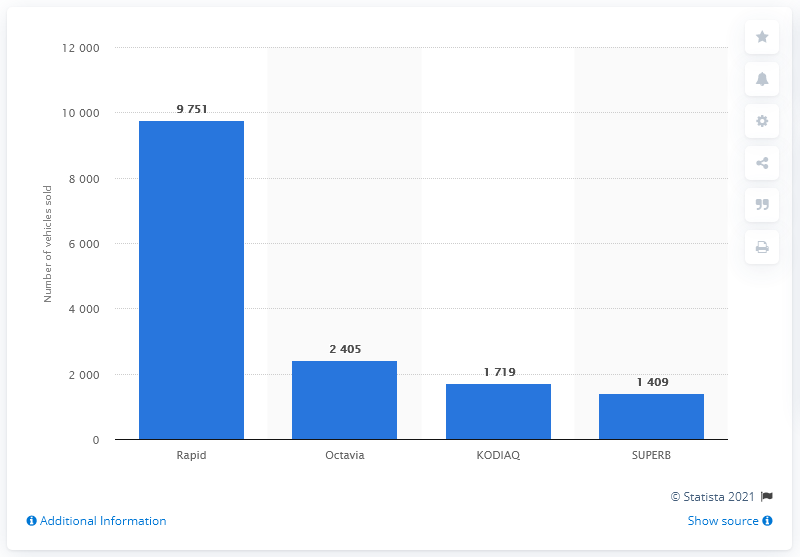 12 000
10 000
8 000
6 000
4 000
2 000
0
Number of vehicles sold
9 751
2 405
1 719
1 409
Rapid
Octavia
KODIAQ
SUPERB
© Statista 2021
Additional Information
Show source